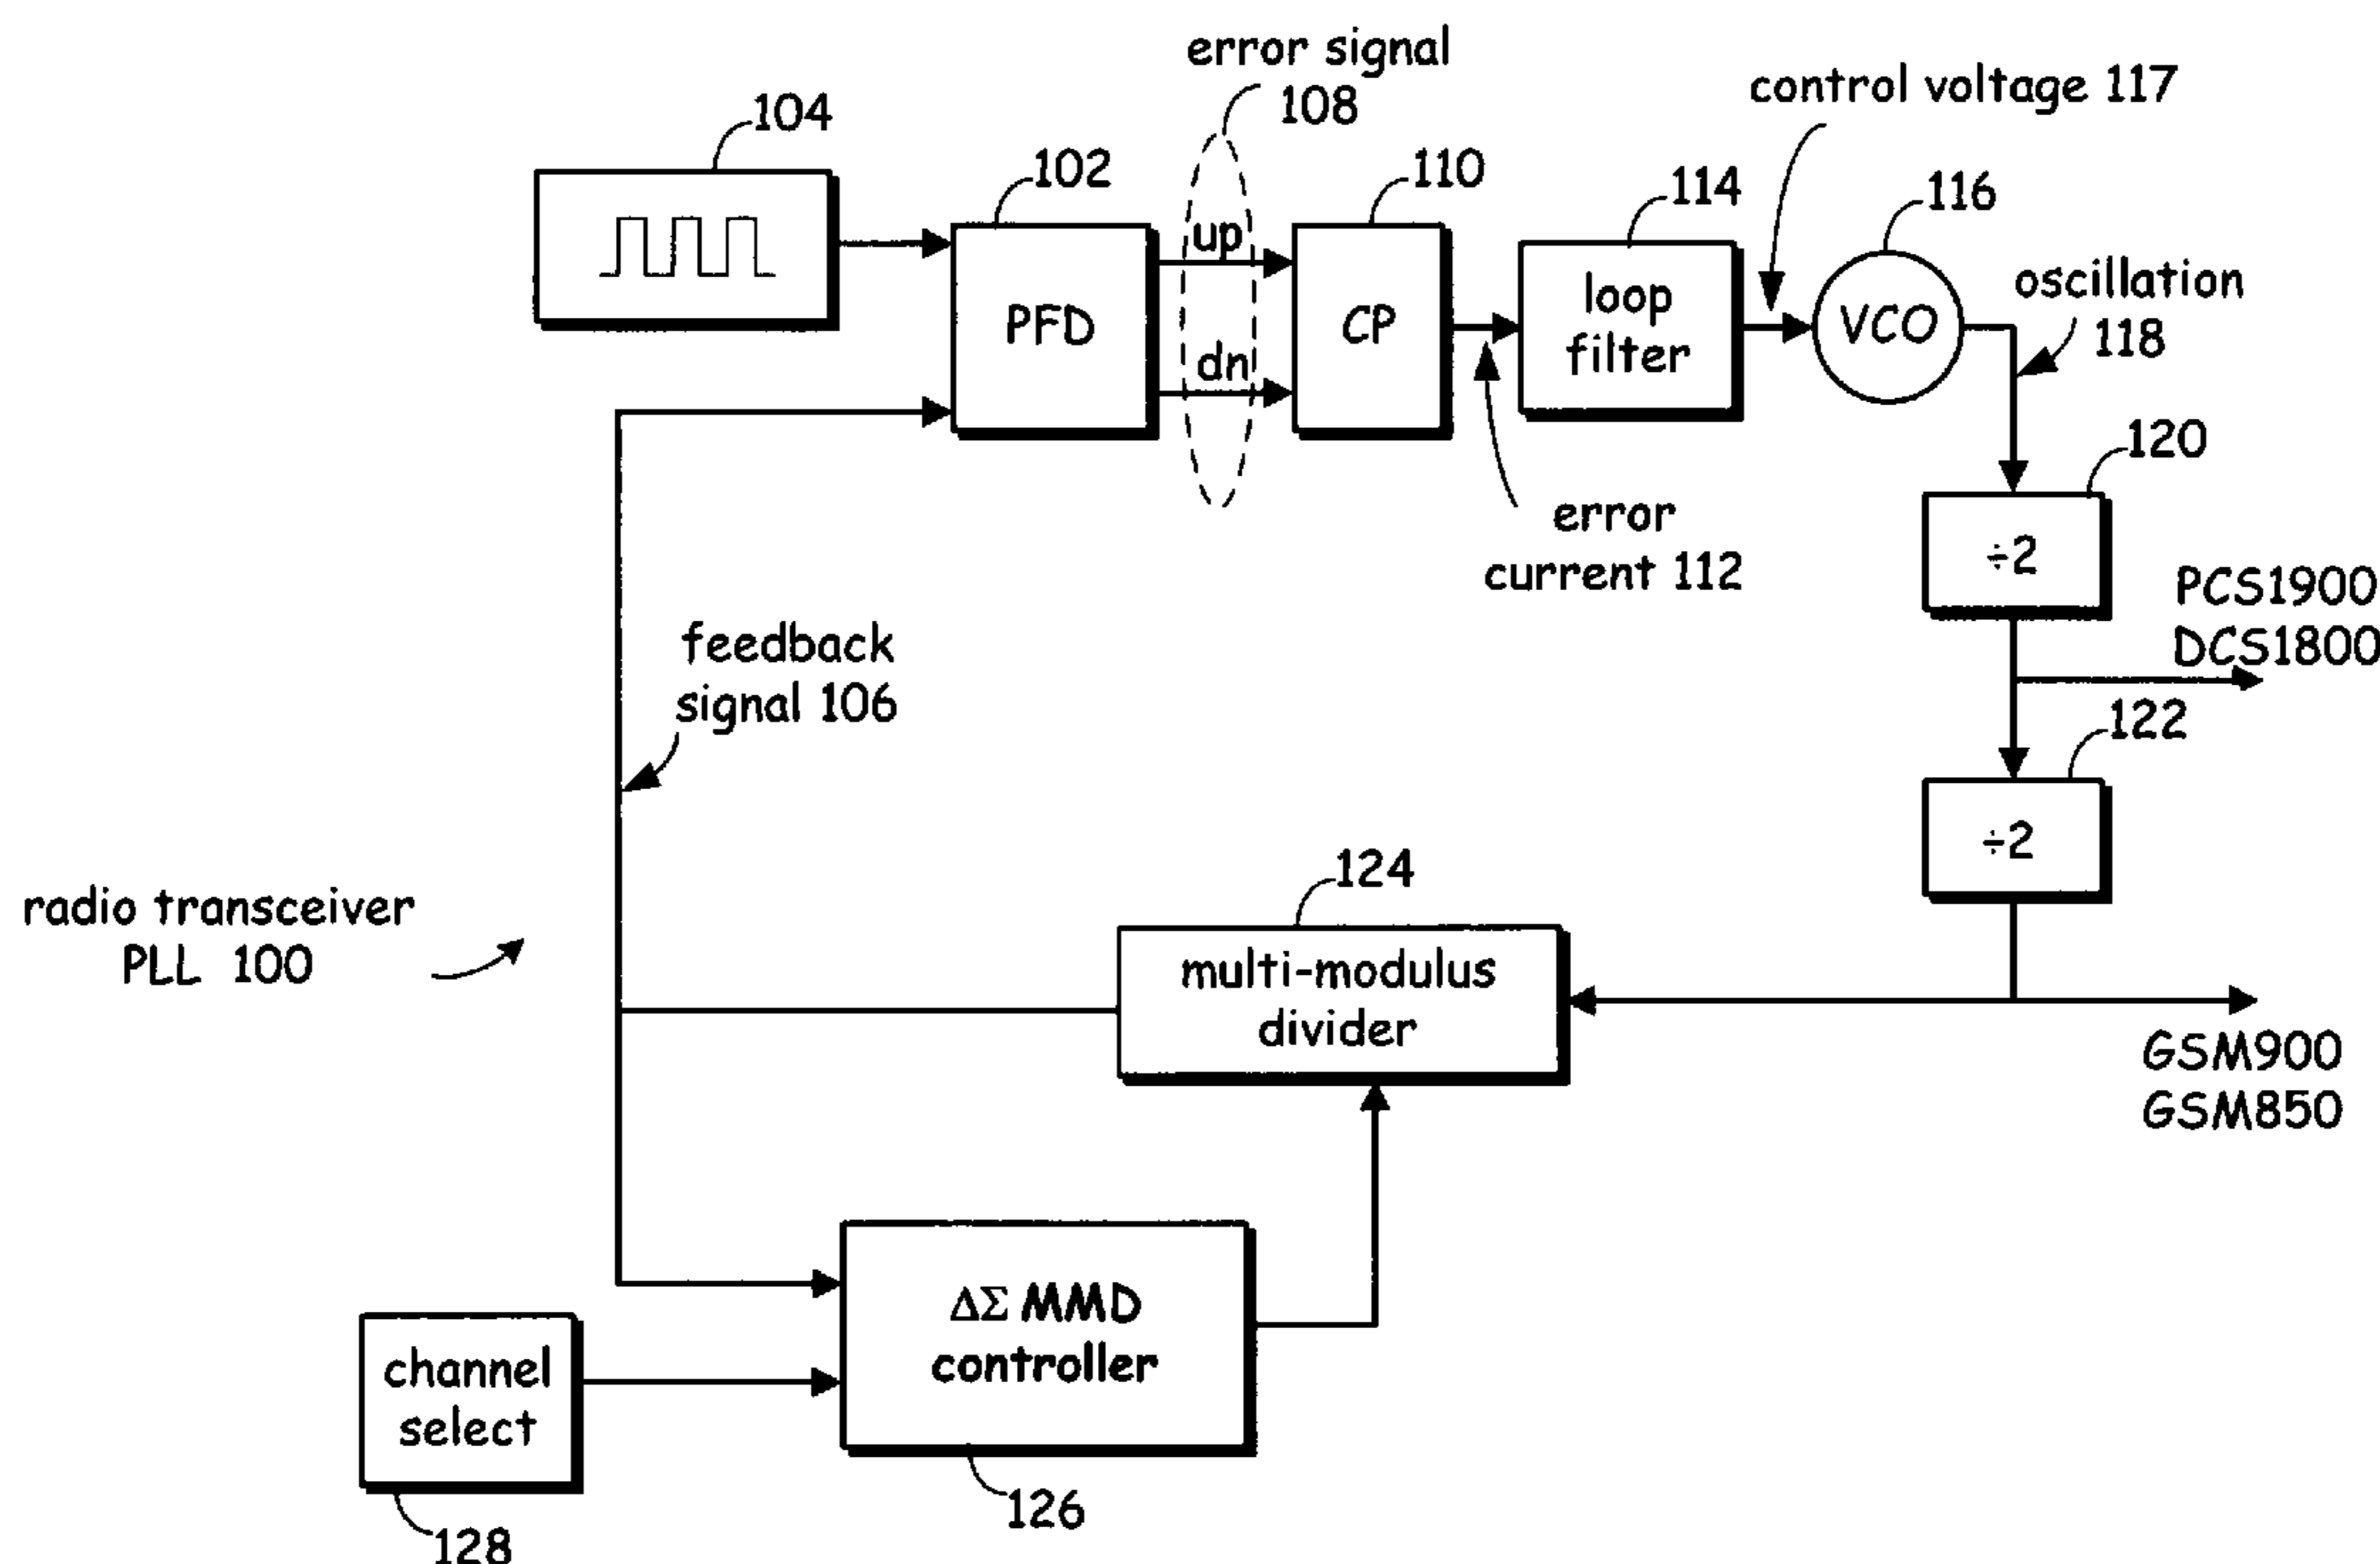 error signal
108
control voltage 117
104
102
110
114
116
up
dn
PFD
CP
loop
filter
VCO
oscillation
118
error
current 112
120
÷2
PCS1900
DCS1800
feedback
signal 106
122
÷2
124
multi-modulus
divider
radio transceiver
PLL 100
GSM900
GSM850
ΔΣ MMD
controller
channel
select
126
128